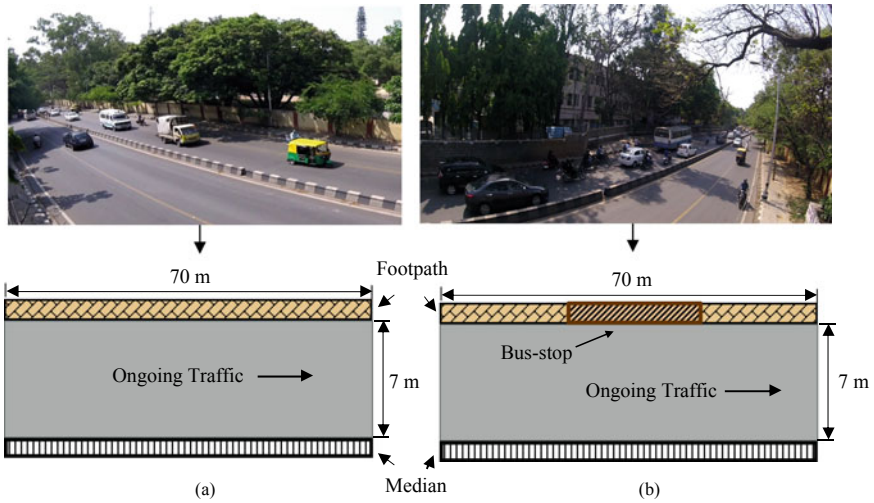 70 m
Footpath
70 m
Bus-stop
Ongoing Traffic
7 m
Ongoing Traffic
7 m
(a)
Median
(b)